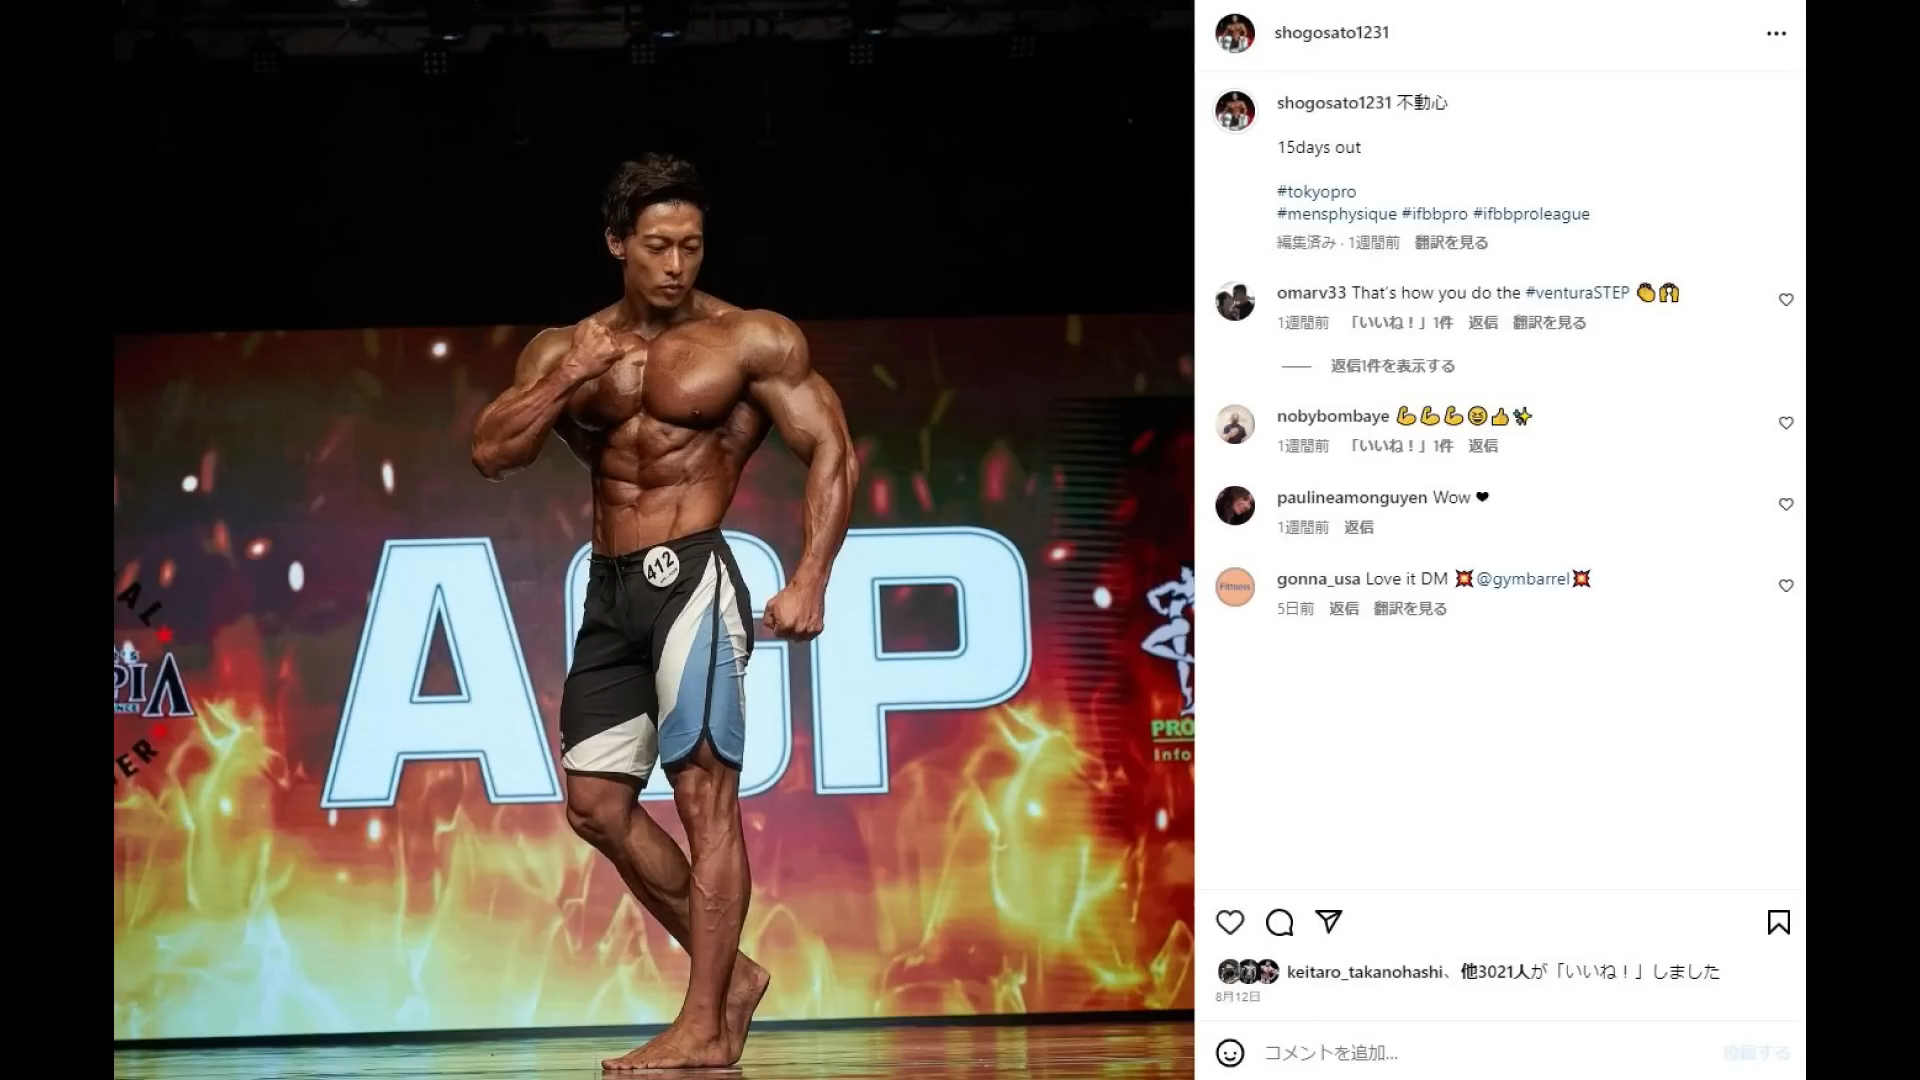 shogosato1231
shogosato1231 不動心
15days out
#tokyopro
#mensphysique #ifbbpro #ifbbproleague
編集済み · 1週間前 翻訳を見る
omarv33 That's how you do the #venturaSTEP 👏🙌
1週間前 「いいね！」1件 返信 翻訳を見る
返信1件を表示する
nobybombaye 💪💪💪😆👍✨
1週間前 「いいね！」1件 返信
paulineamonguyen Wow ❤
1週間前 返信
Fittness
gonna_usa Love it DM 💥@gymbarrel💥
5日前 返信 翻訳を見る
keitaro_takanohashi、他3021人が「いいね！」しました
8月12日
コメントを追加...
投稿する
412
AGP
PRO
Info